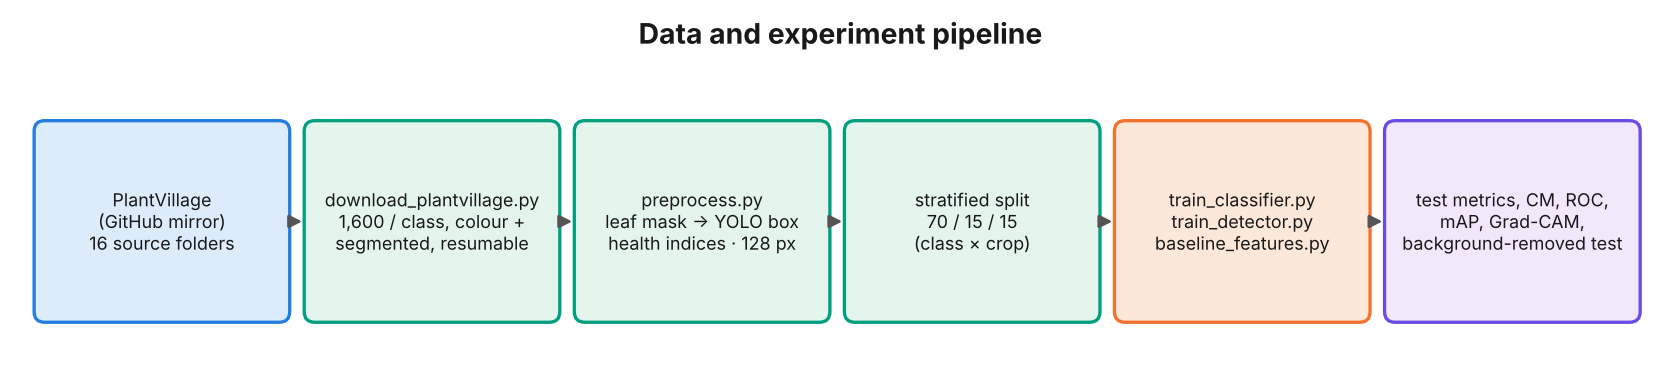 Data and experiment pipeline
PlantVillage
(GitHub mirror)
16 source folders
download_plantvillage.py
1,600 / class, colour +
segmented, resumable
preprocess.py
leaf mask → YOLO box
health indices · 128 px
stratified split
70 / 15 / 15
(class × crop)
train_classifier.py
train_detector.py
baseline_features.py
test metrics, CM, ROC,
mAP, Grad-CAM,
background-removed test